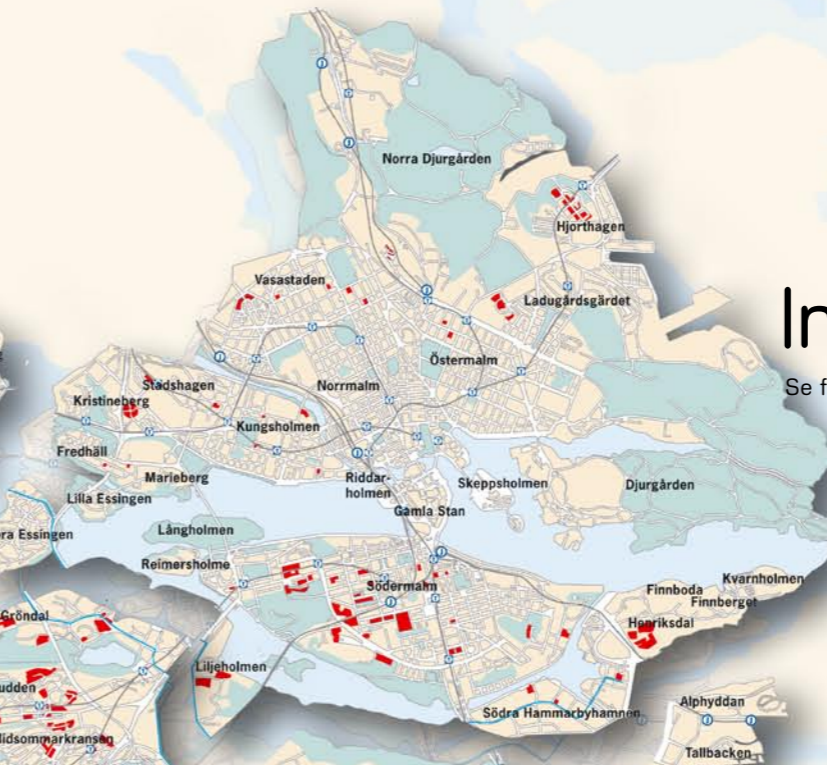 Norra Djurgården
Hjorthagen
Vasastaden
Ladugårdsgärdet
In
Östermalm
Se f
Stadshagen
Norrmalm
Kristineberg
Kungsholmen
Fredhäll
Marieberg
Riddar-
holmen
Skeppsholmen
Djurgården
Lilla Essingen
Gamla Stan
Långholmen
ra Essingen
Reimersholme
Kvarnholmen
Finnboda
Södermalm
Finnberget
Gröndal
Henriksdal
Liljeholmen
udden
Alphyddan
Södra Hammarbyhamnen
lidsommarkransen
Tallbacken